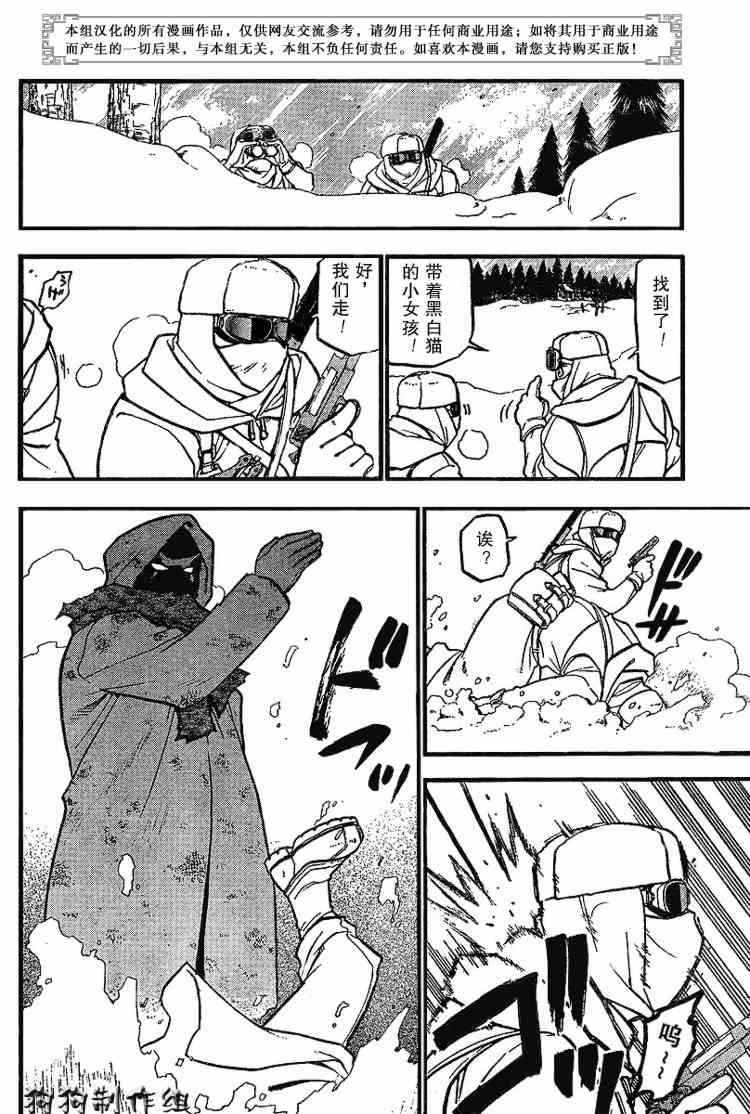 本组汉化的所有漫画作品，仅供网友交流参考，请勿用于任何商业用途；如将其用于商业用途
而产生的一切后果，与本组无关，本组不负任何责任。如喜欢本漫画，请您支持购买正版！
找到了！
带着黑白猫
的小女孩！
好，
我们走！
诶？
ドド
ドッ
呜～～
狗狗制作组